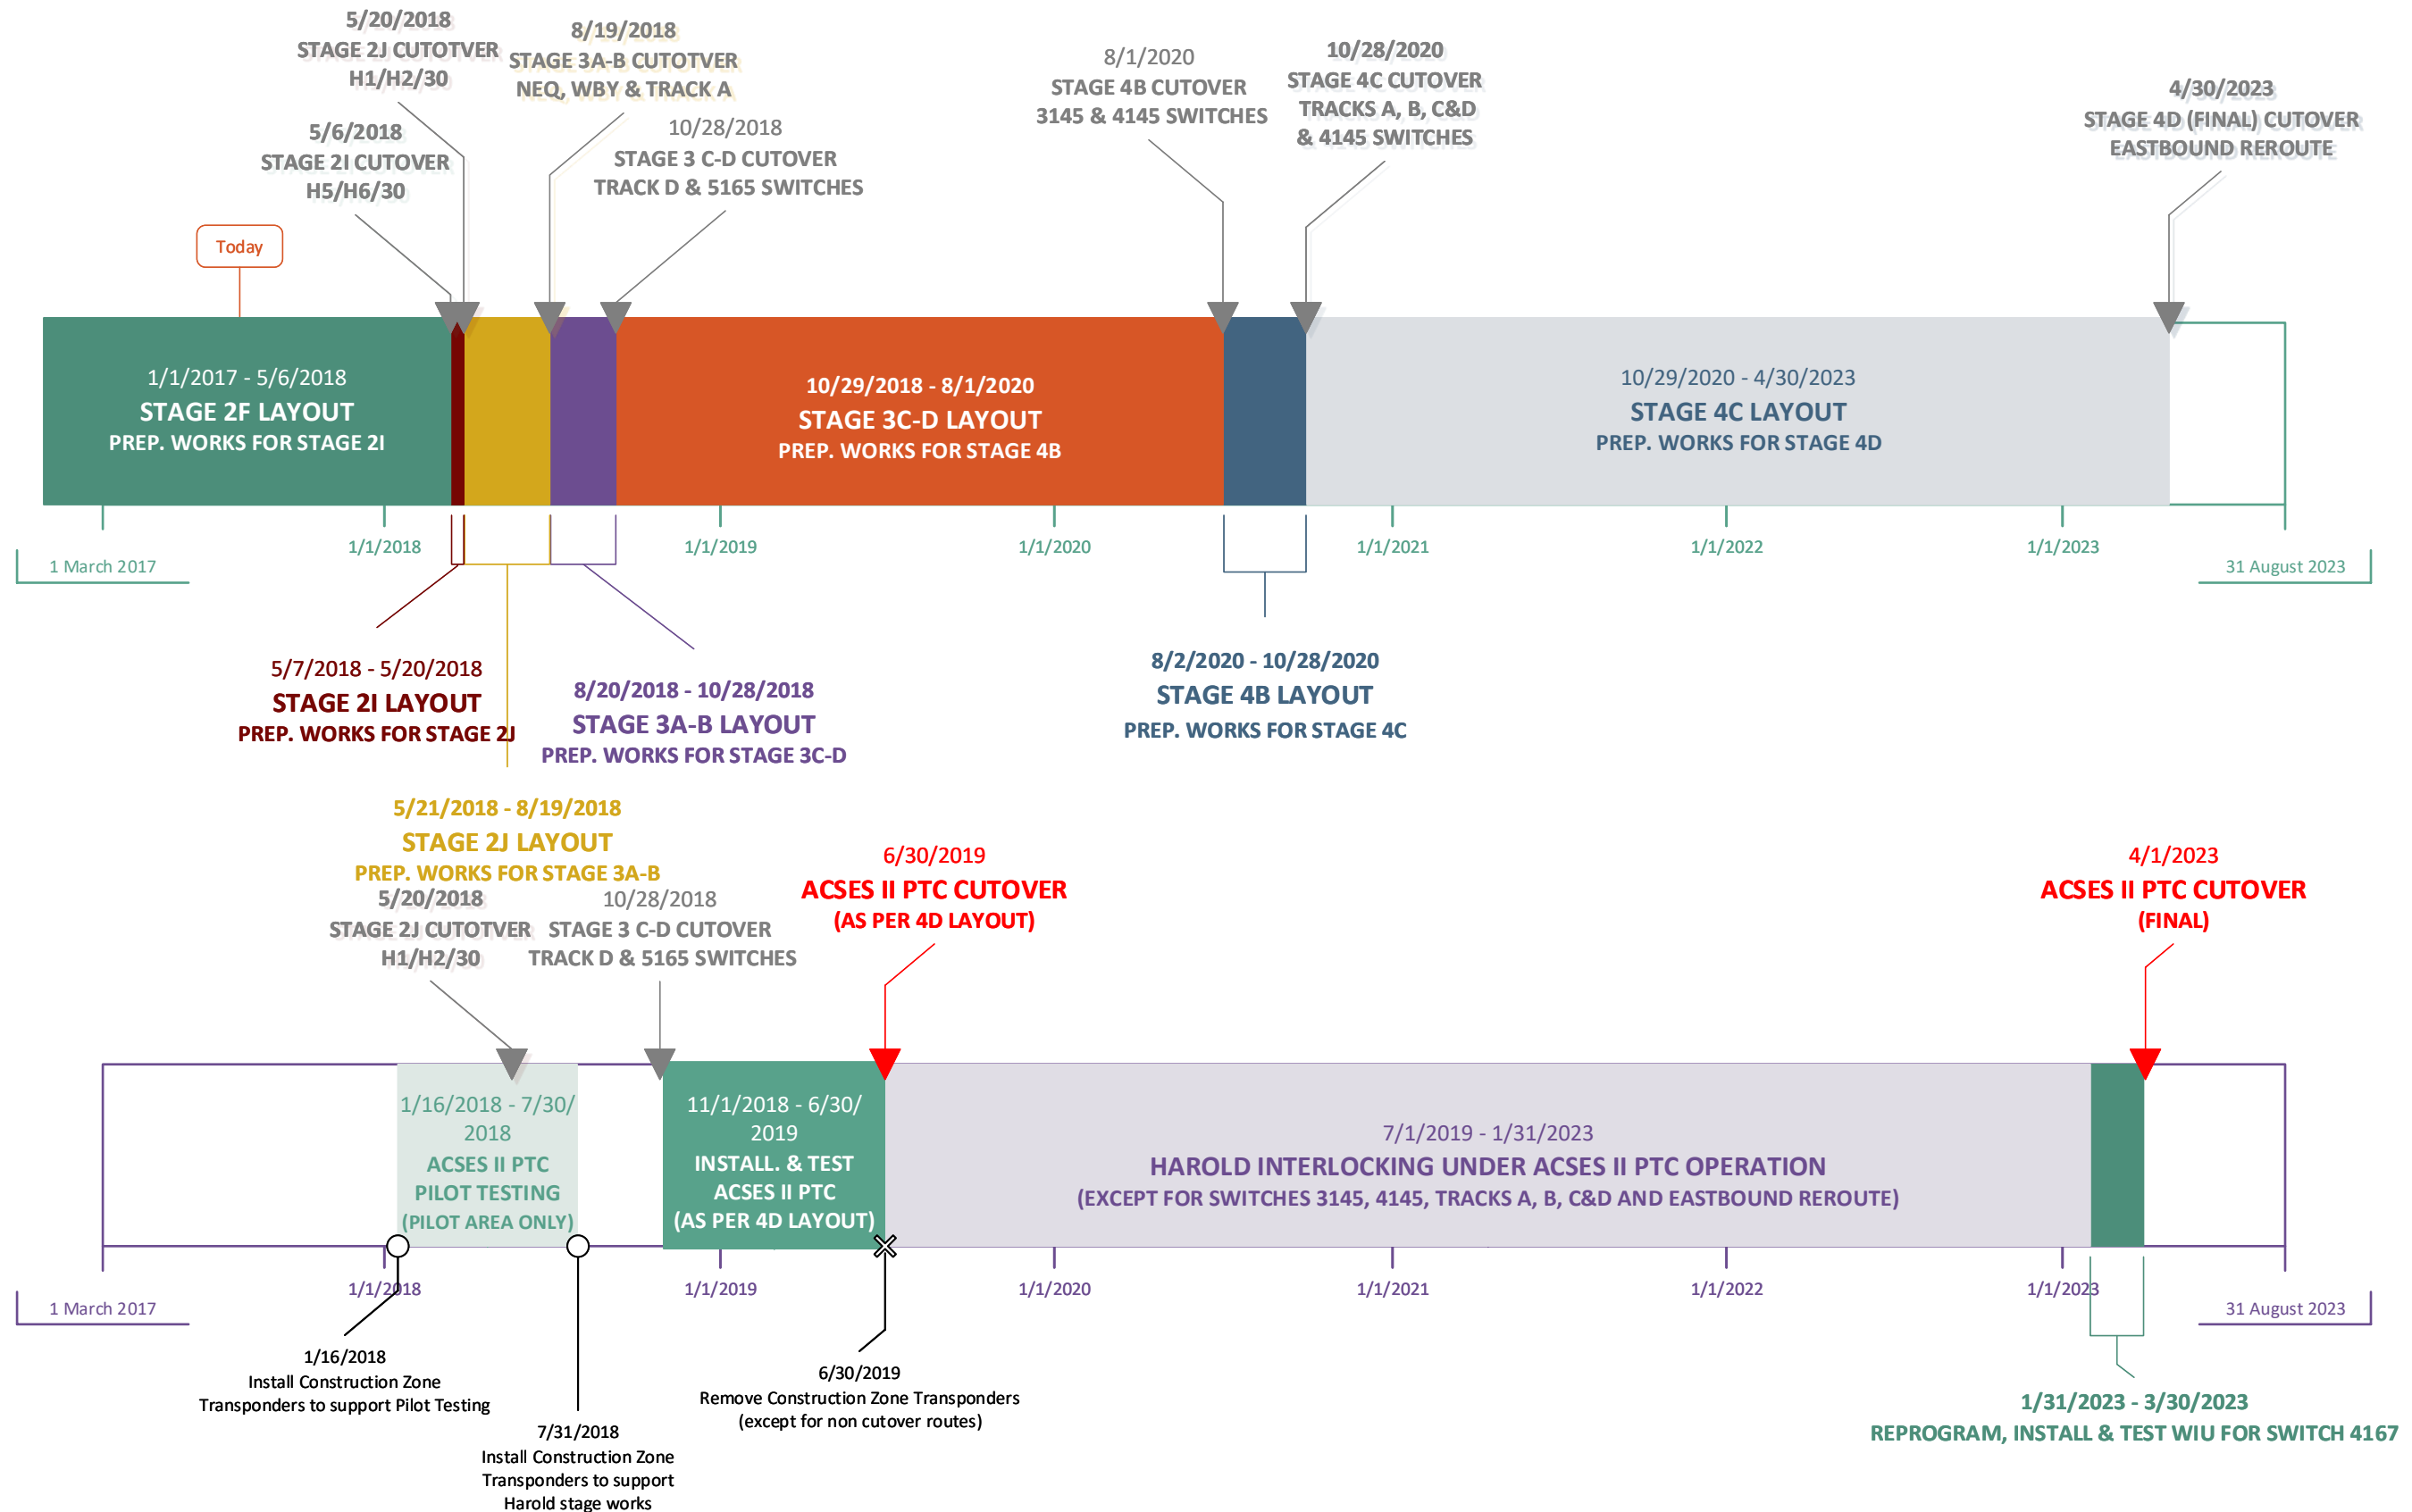 5/20/2018
STAGE 2J CUTOTVER
H1/H2/30
8/19/2018
STAGE 3A-B CUTOTVER
NEQ, WBY & TRACK A
5/6/2018
STAGE 2I CUTOVER
H5/H6/30
10/28/2018
STAGE 3 C-D CUTOVER
TRACK D & 5165 SWITCHES
8/1/2020
STAGE 4B CUTOVER
3145 & 4145 SWITCHES
10/28/2020
STAGE 4C CUTOVER
TRACKS A, B, C&D
& 4145 SWITCHES
4/30/2023
STAGE 4D (FINAL) CUTOVER
EASTBOUND REROUTE
Today
1/1/2017 - 5/6/2018
STAGE 2F LAYOUT
PREP. WORKS FOR STAGE 2I
10/29/2018 - 8/1/2020
STAGE 3C-D LAYOUT
PREP. WORKS FOR STAGE 4B
10/29/2020 - 4/30/2023
STAGE 4C LAYOUT
PREP. WORKS FOR STAGE 4D
1 March 2017
1/1/2018
1/1/2019
1/1/2020
1/1/2021
1/1/2022
1/1/2023
31 August 2023
5/7/2018 - 5/20/2018
STAGE 2I LAYOUT
PREP. WORKS FOR STAGE 2J
8/20/2018 - 10/28/2018
STAGE 3A-B LAYOUT
PREP. WORKS FOR STAGE 3C-D
8/2/2020 - 10/28/2020
STAGE 4B LAYOUT
PREP. WORKS FOR STAGE 4C
5/21/2018 - 8/19/2018
STAGE 2J LAYOUT
PREP. WORKS FOR STAGE 3A-B
5/20/2018
STAGE 2J CUTOTVER
H1/H2/30
10/28/2018
STAGE 3 C-D CUTOVER
TRACK D & 5165 SWITCHES
6/30/2019
ACSES II PTC CUTOVER
(AS PER 4D LAYOUT)
4/1/2023
ACSES II PTC CUTOVER
(FINAL)
1/16/2018 - 7/30/
2018
ACSES II PTC
PILOT TESTING
(PILOT AREA ONLY)
11/1/2018 - 6/30/
2019
INSTALL. & TEST
ACSES II PTC
(AS PER 4D LAYOUT)
7/1/2019 - 1/31/2023
HAROLD INTERLOCKING UNDER ACSES II PTC OPERATION
(EXCEPT FOR SWITCHES 3145, 4145, TRACKS A, B, C&D AND EASTBOUND REROUTE)
1 March 2017
1/1/2018
1/1/2019
1/1/2020
1/1/2021
1/1/2022
1/1/2023
31 August 2023
1/16/2018
Install Construction Zone
Transponders to support Pilot Testing
7/31/2018
Install Construction Zone
Transponders to support
Harold stage works
6/30/2019
Remove Construction Zone Transponders
(except for non cutover routes)
1/31/2023 - 3/30/2023
REPROGRAM, INSTALL & TEST WIU FOR SWITCH 4167